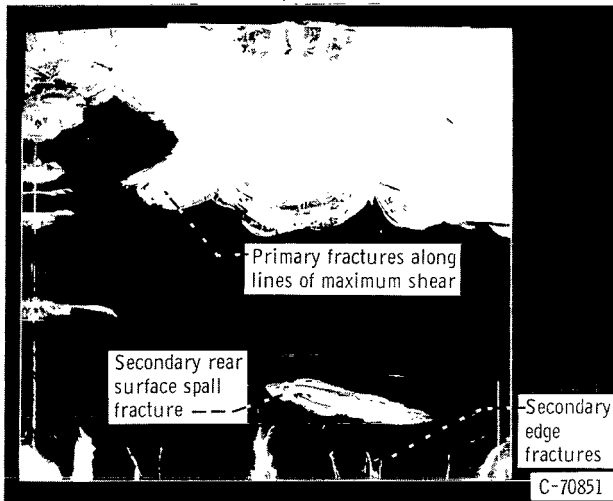 Primary fractures along
lines of maximum shear
Secondary rear
surface spall
fracture
Secondary
edge
fractures
C-70851